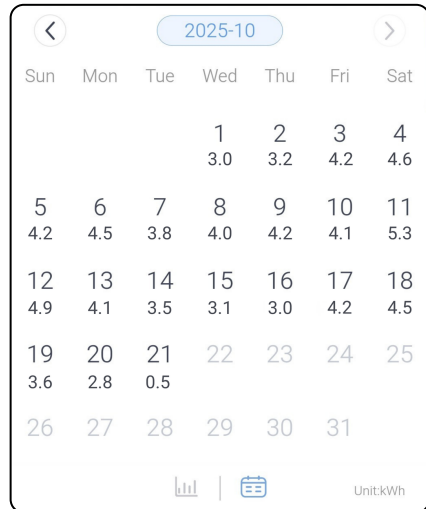 2025-10
Sun Mon Tue Wed Thu Fri Sat
1 2 3 4
3.0 3.2 4.2 4.6
5 6 7 8 9 10 11
4.2 4.5 3.8 4.0 4.2 4.1 5.3
12 13 14 15 16 17 18
4.9 4.1 3.5 3.1 3.0 4.2 4.5
19 20 21 22 23 24 25
3.6 2.8 0.5
26 27 28 29 30 31
Unit:kWh